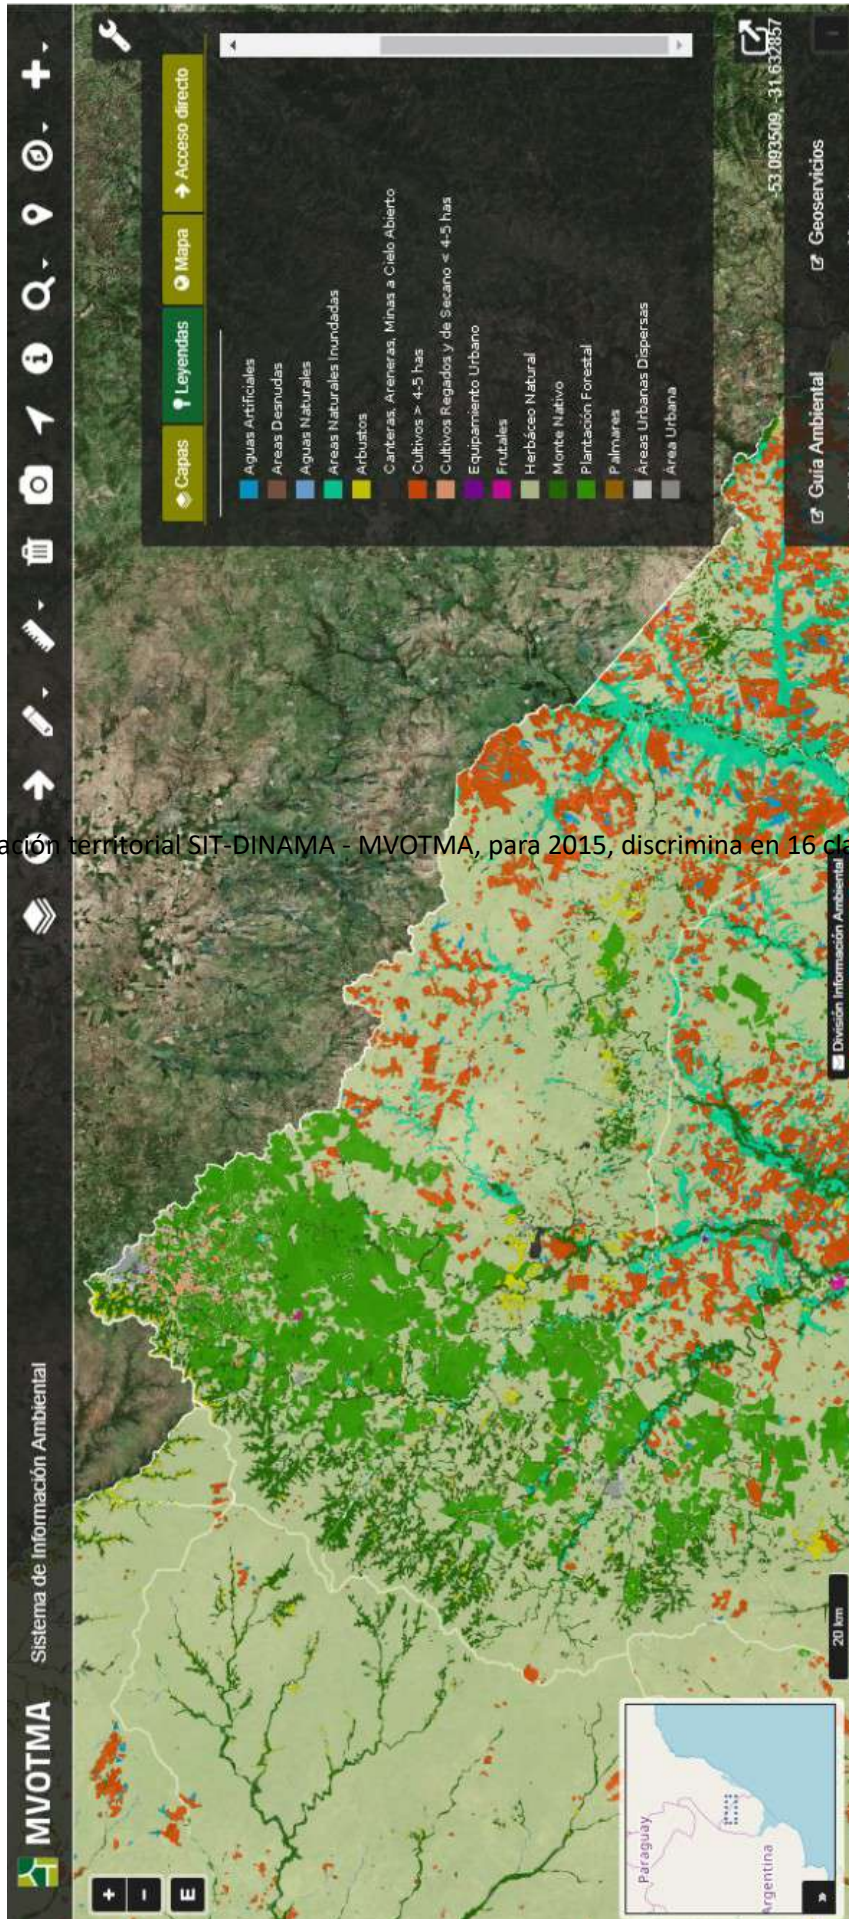 MVOTMA Sistema de Información Ambiental
Capas
Leyendas
Mapa
Acceso directo
Aguas Artificiales
Areas Desnudas
Aguas Naturales
Areas Naturales Inundadas
Arbustos
Canteras, Areneras, Minas a Cielo Abierto
Cultivos > 4-5 has
Cultivos Regados y de Secano < 4-5 has
Equipamiento Urbano
Frutales
Herbáceo Natural
Monte Nativo
Plantación Forestal
Palmares
Áreas Urbanas Dispersas
Área Urbana
-53.093509, -31.632857
+
-
E
Paraguay
Argentina
»
20 km
División Información Ambiental
Guía Ambiental
Geoservicios
ación territorial SIT-DINAMA - MVOTMA, para 2015, discrimina en 16 cla